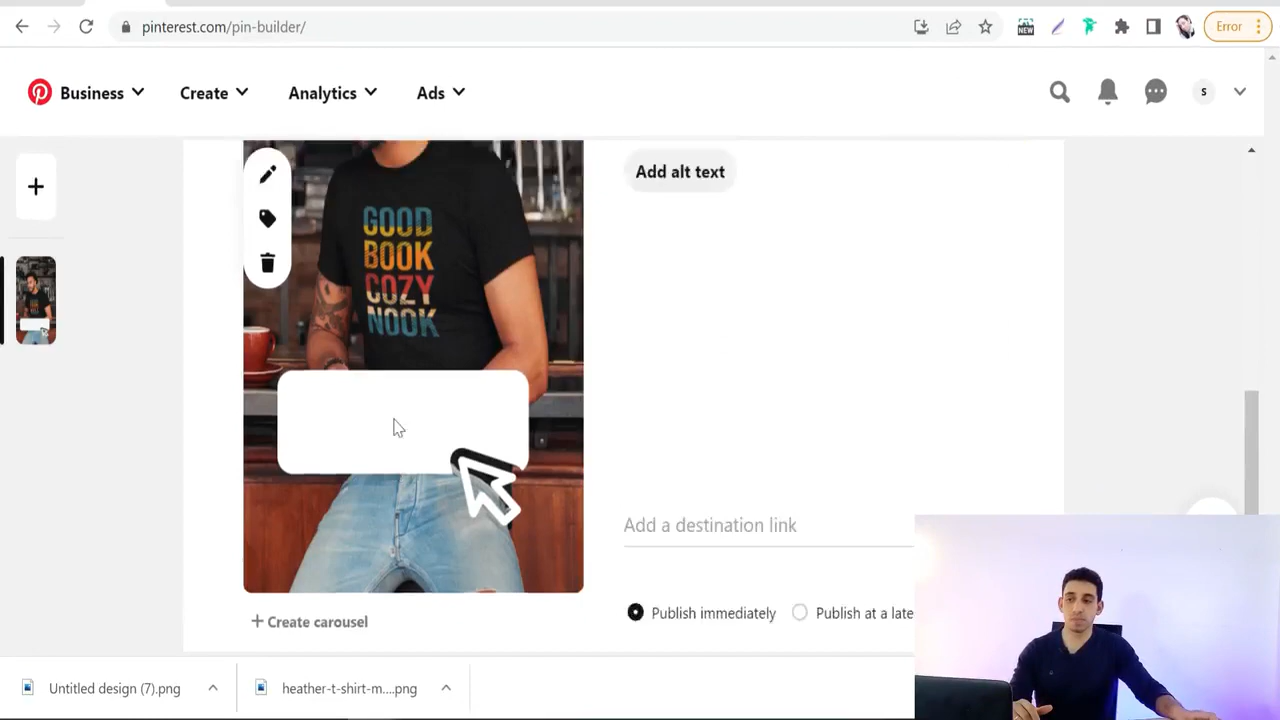 pinterest.com/pin-builder/
NEW
Error
Business
Create
Analytics
Ads
s
Add alt text
GOOD
BOOK
COZY
NOOK
Add a destination link
Publish immediately
Publish at a late
+ Create carousel
Untitled design (7).png
heather-t-shirt-m....png